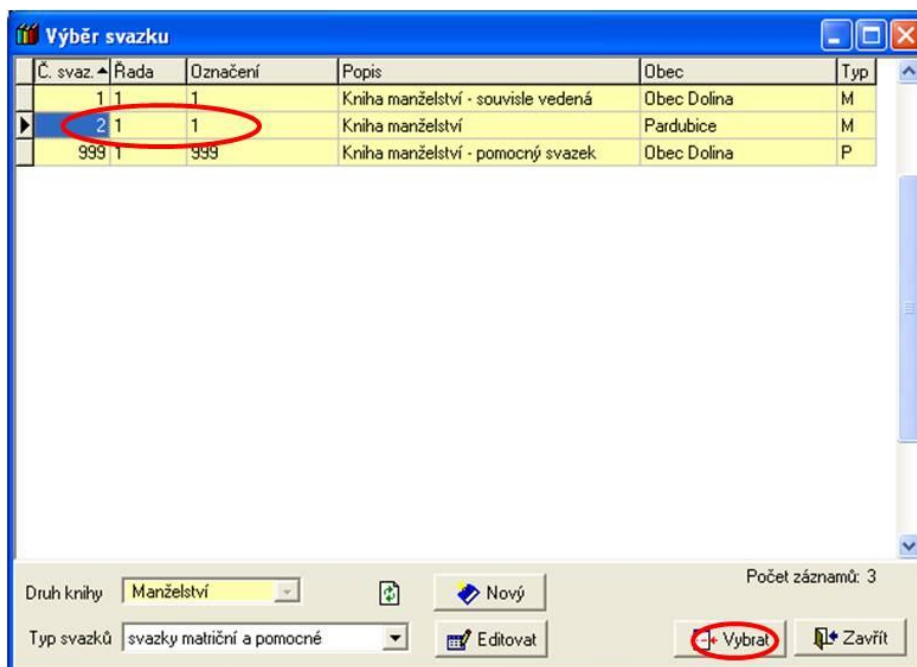 Výběr svazku
Č. svaz. Řada Označení Popis Obec Typ
1 1 1 Kniha manželství - souvisle vedená Obec Dolina M
2 1 1 Kniha manželství Pardubice M
999 1 999 Kniha manželství - pomocný svazek Obec Dolina P
Počet záznamů: 3
Druh knihy Manželství Nový
Typ svazků svazky matriční a pomocné Editovat Vybrat Zavřít